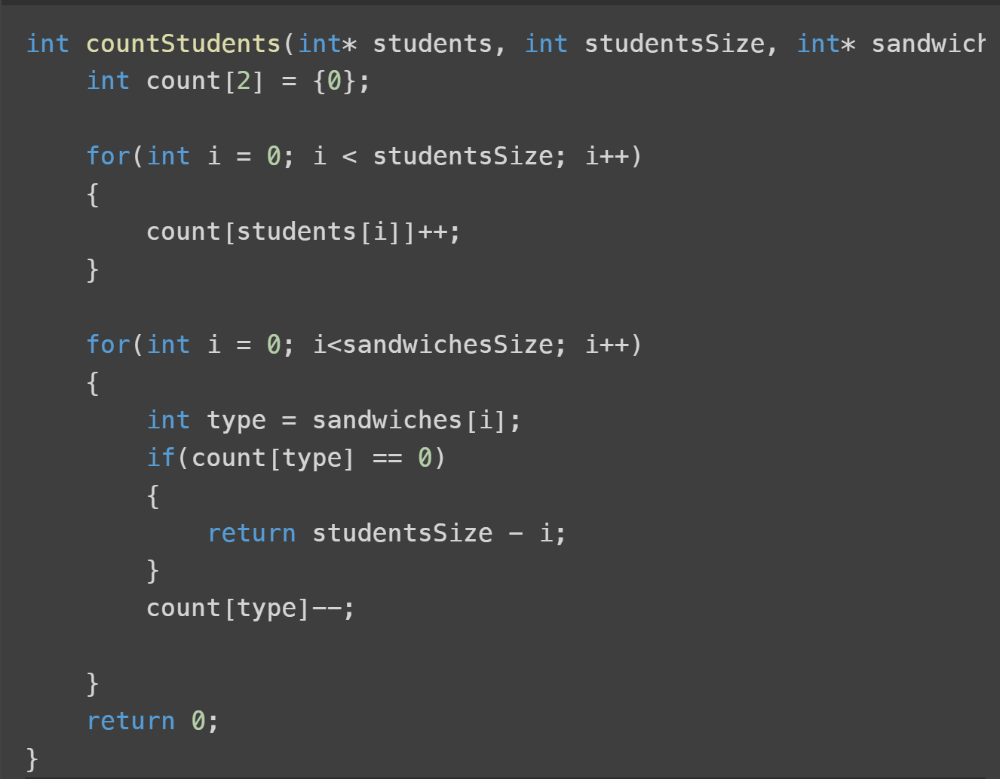 int countStudents(int* students, int studentsSize, int*
    int count[2] = {0};

    for(int i = 0; i < studentsSize; i++)
    {
        count[students[i]]++;
    }

    for(int i = 0; i<sandwichesSize; i++)
    {
        int type = sandwiches[i];
        if(count[type] == 0)
        {
            return studentsSize - i;
        }
        count[type]--;

    }
    return 0;
}